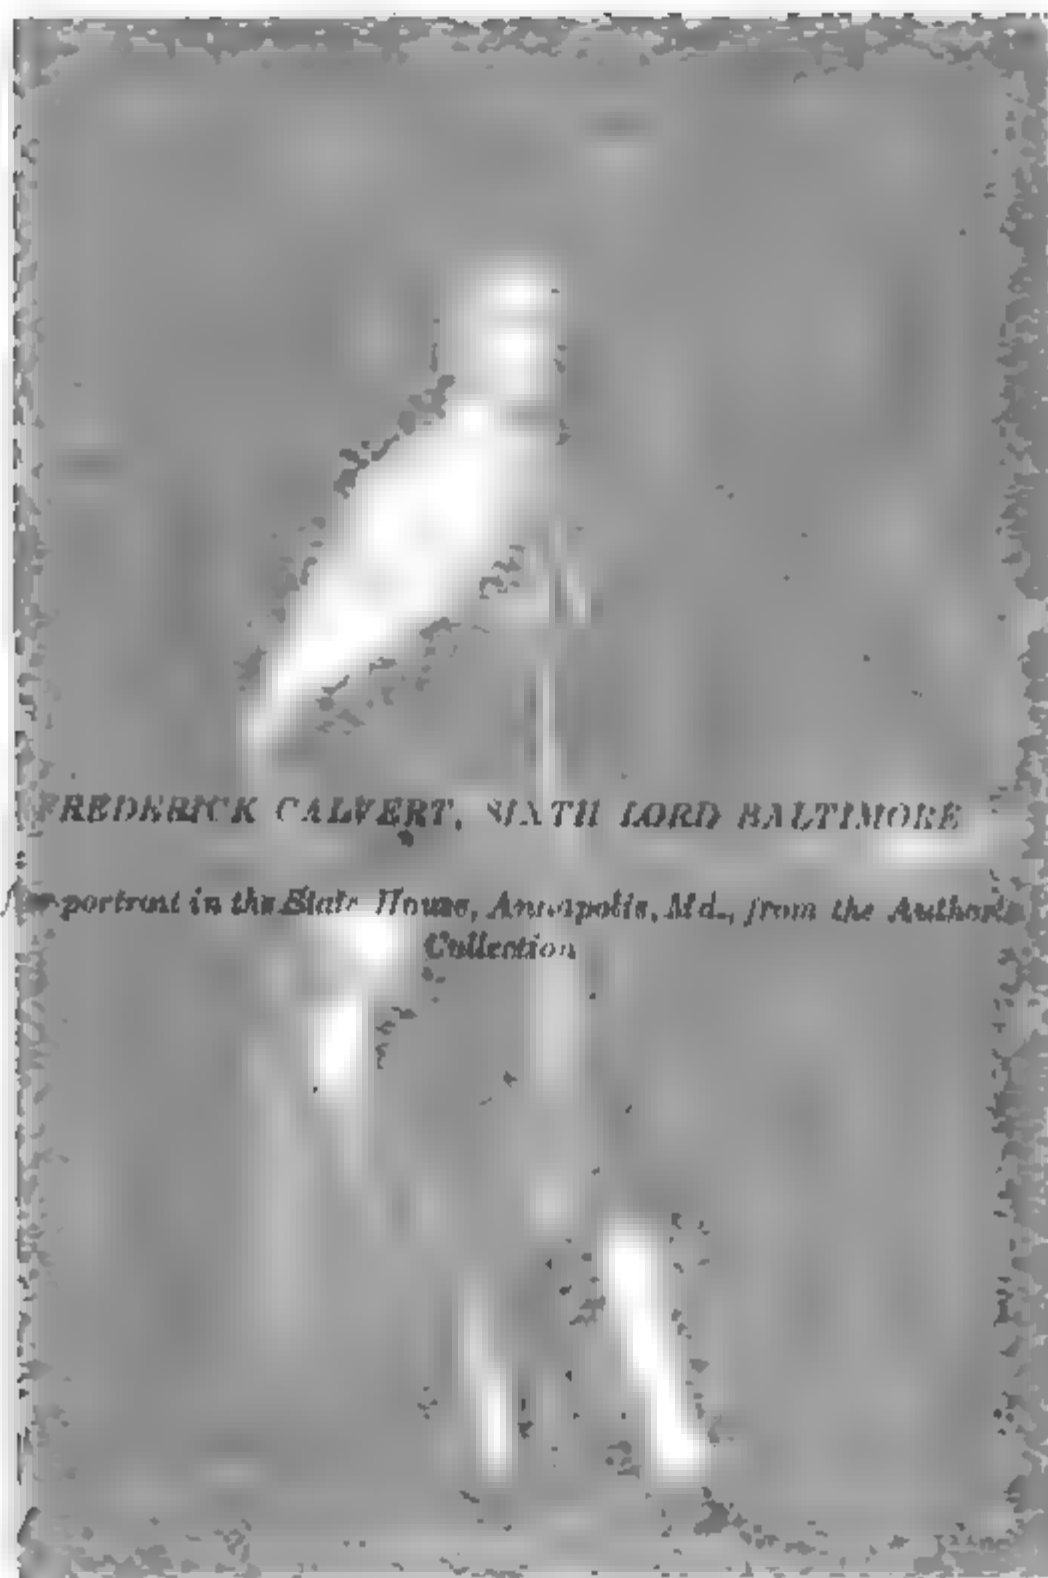 FREDERICK CALVERT, SIXTH LORD BALTIMORE
portrait in the State House, Annapolis, Md., from the Author's
Collection